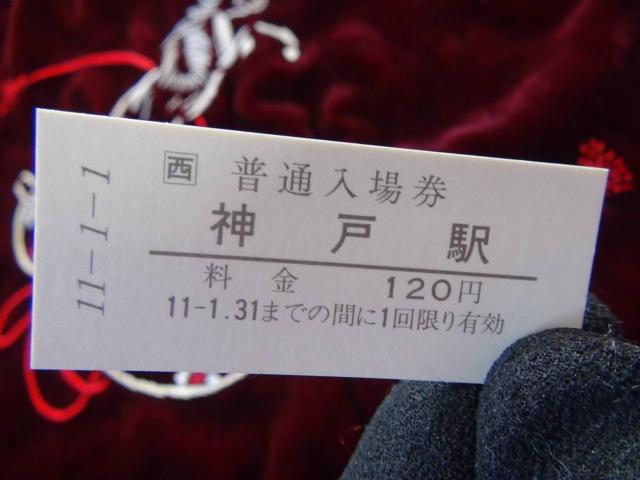 11-1-1
西 普通入場券
神戸駅
料金 120円
11-1.31までの間に1回限り有効